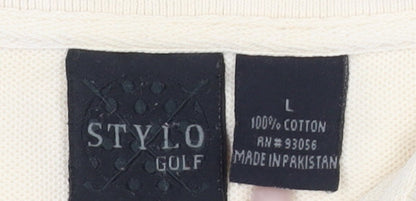 STYLO
GOLF
L
100% COTTON
RN# 93056
MADE IN PAKISTAN